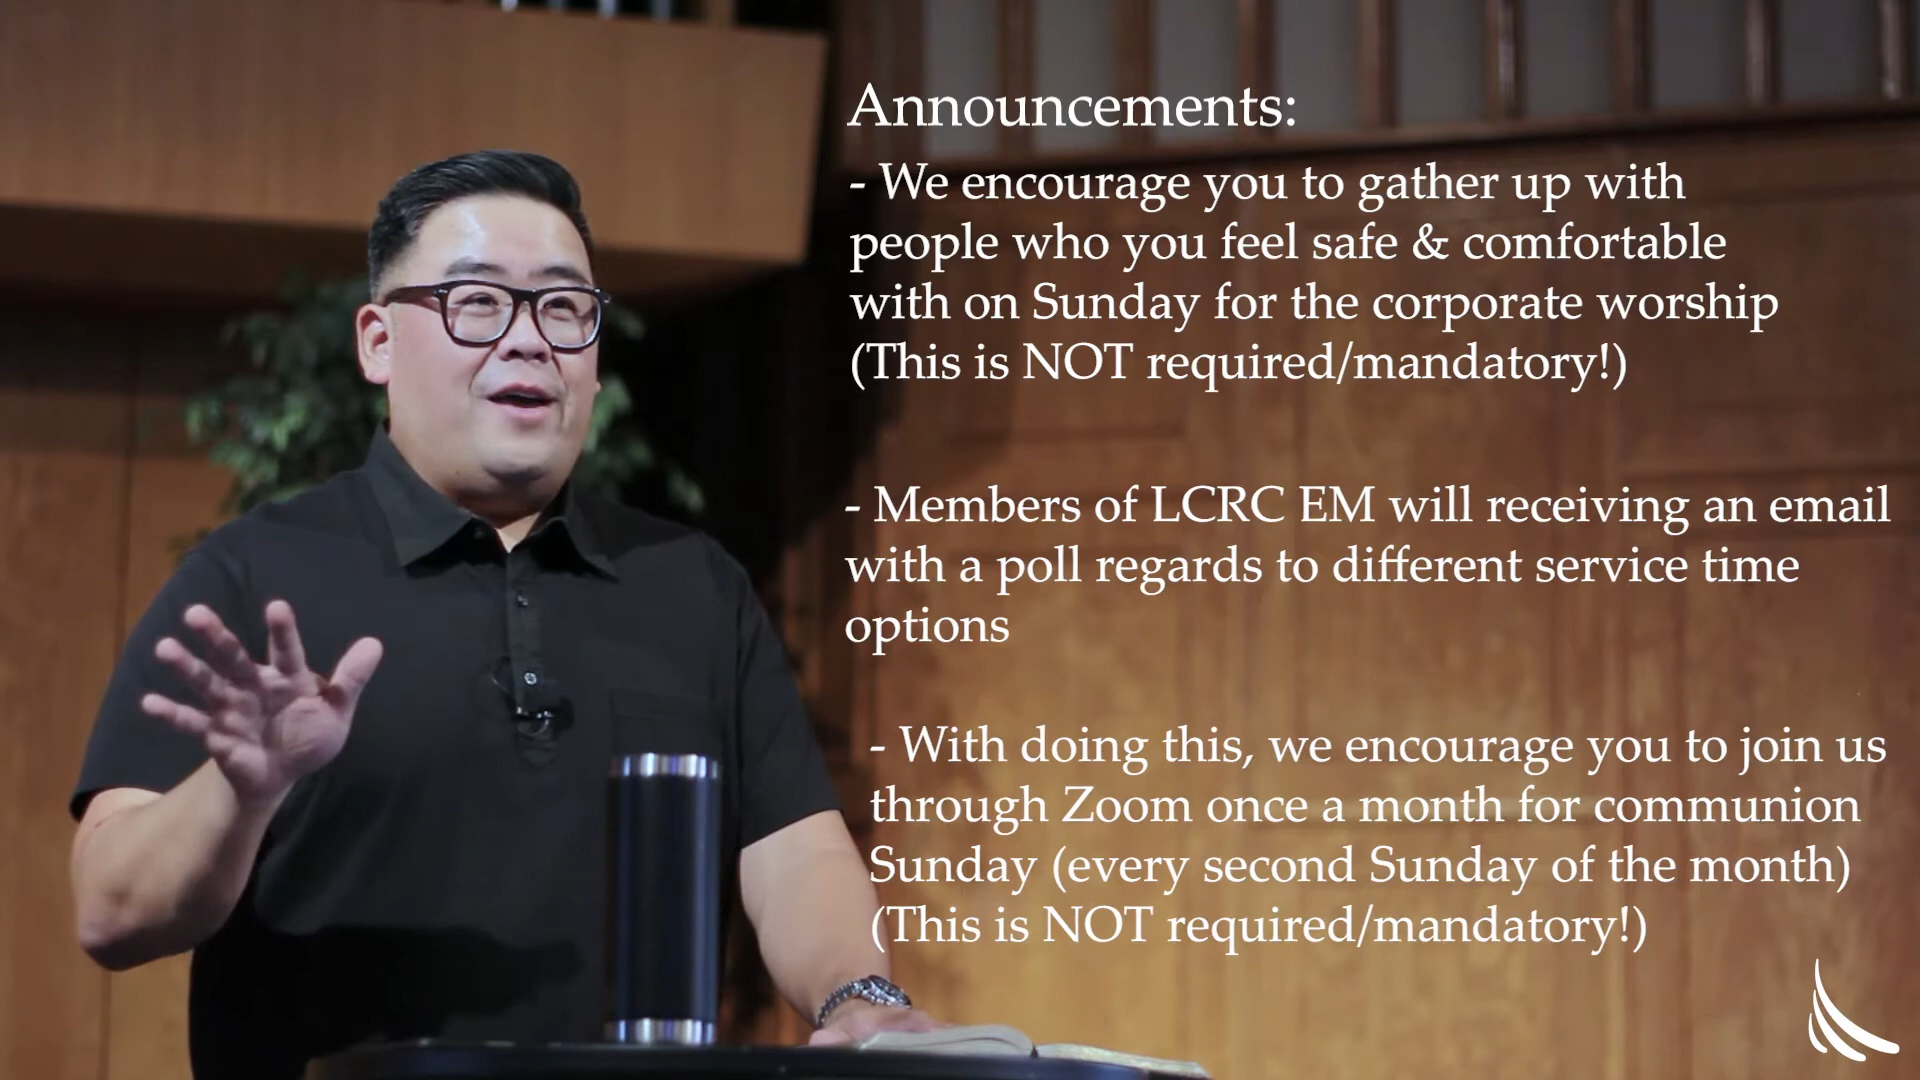 Announcements:
- We encourage you to gather up with
people who you feel safe & comfortable
with on Sunday for the corporate worship
(This is NOT required/mandatory!)
- Members of LCRC EM will receiving an email
with a poll regards to different service time
options
- With doing this, we encourage you to join us
through Zoom once a month for communion
Sunday (every second Sunday of the month)
(This is NOT required/mandatory!)